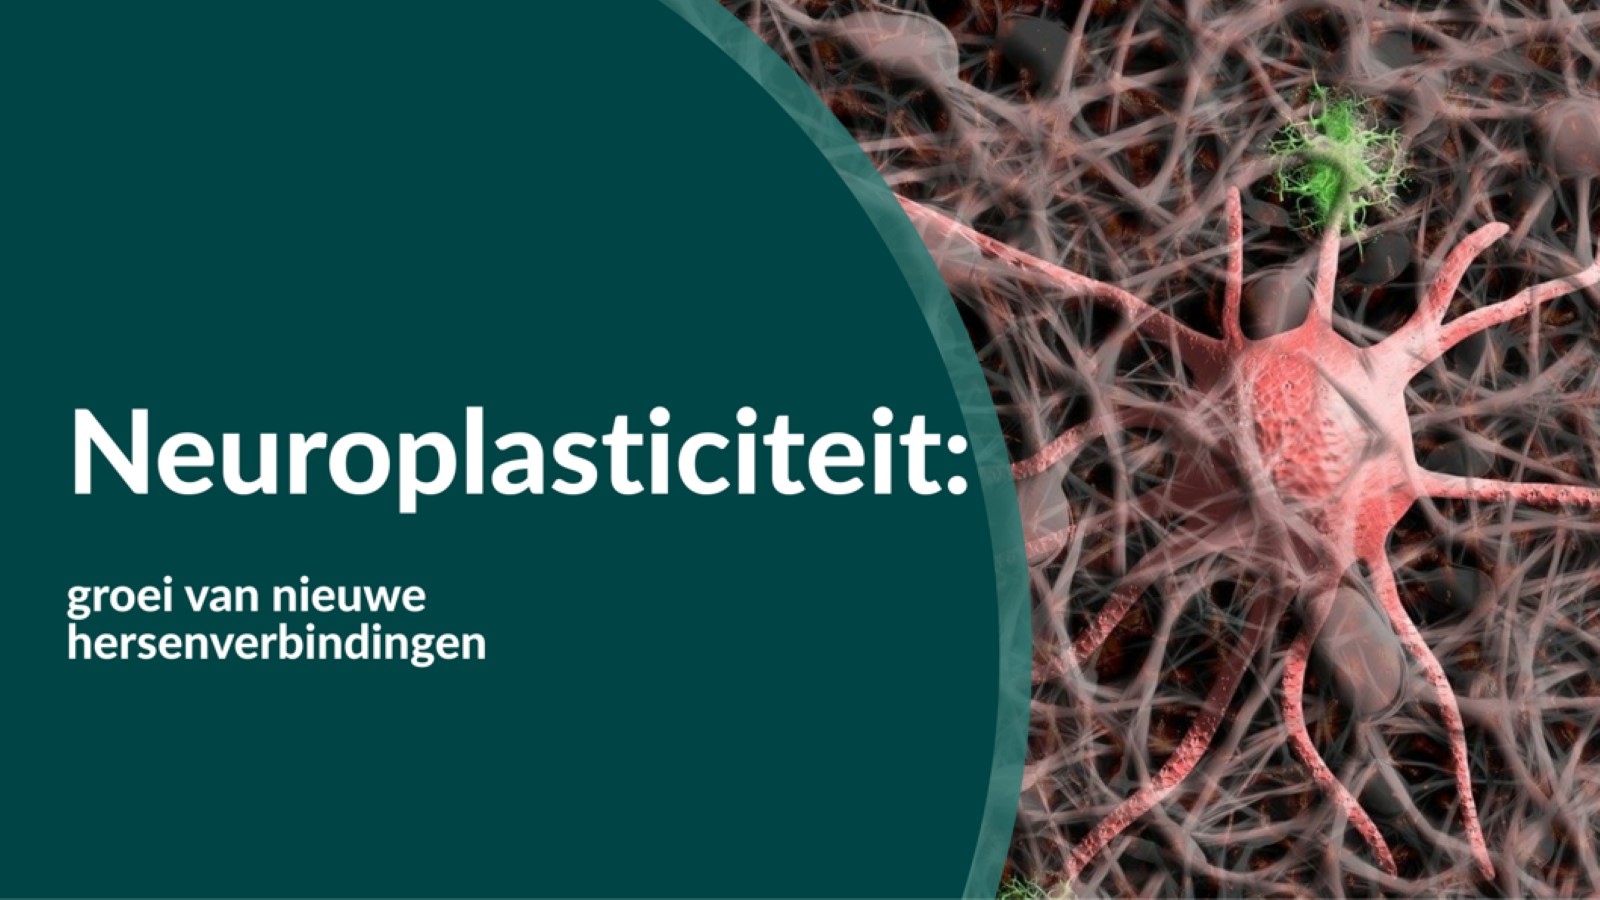 Neuroplasticiteit:
groei van nieuwe
hersenverbindingen